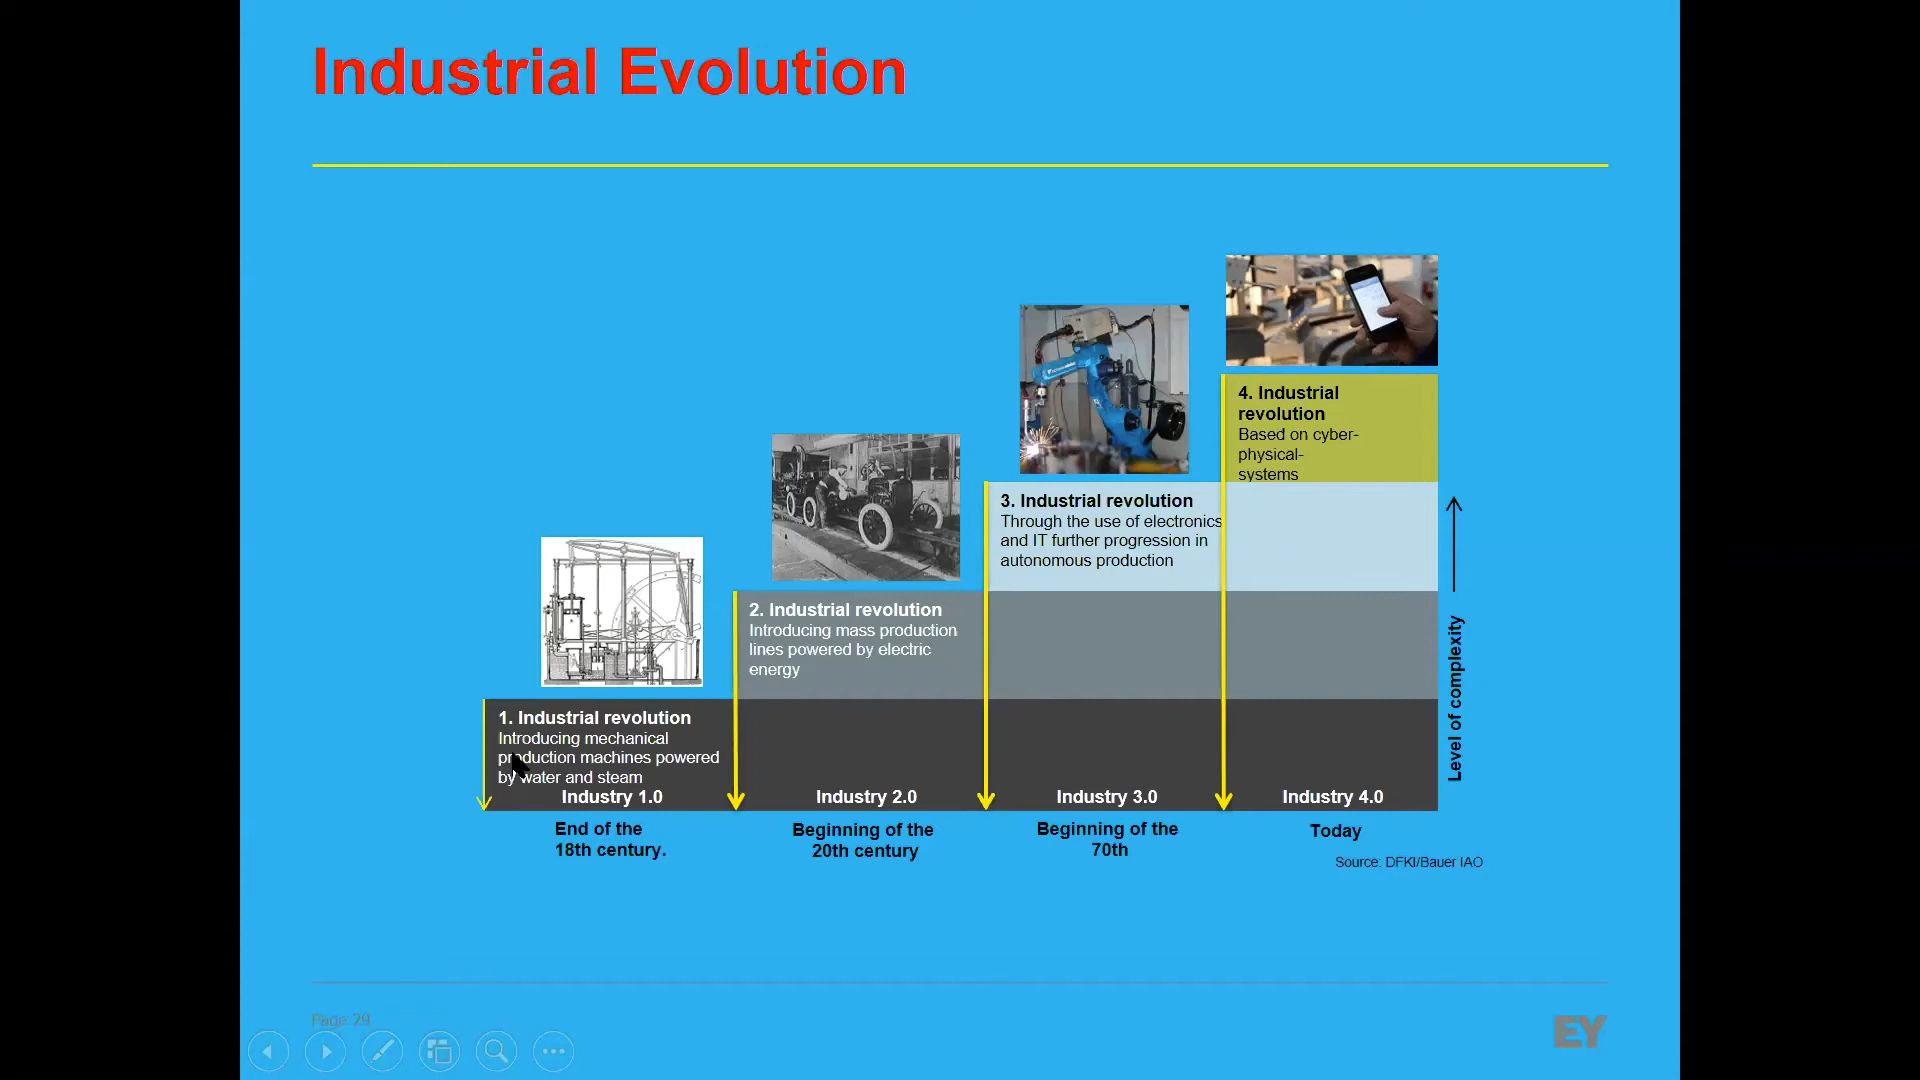 Industrial Evolution
4. Industrial
revolution
Based on cyber-
physical-
systems
3. Industrial revolution
Through the use of electronics
and IT further progression in
autonomous production
2. Industrial revolution
Introducing mass production
lines powered by electric
energy
1. Industrial revolution
Introducing mechanical
production machines powered
by water and steam
Industry 1.0
Industry 2.0
Industry 3.0
Industry 4.0
Level of complexity
End of the
18th century.
Beginning of the
20th century
Beginning of the
70th
Today
Source: DFKI/Bauer IAO
Page 29
EY